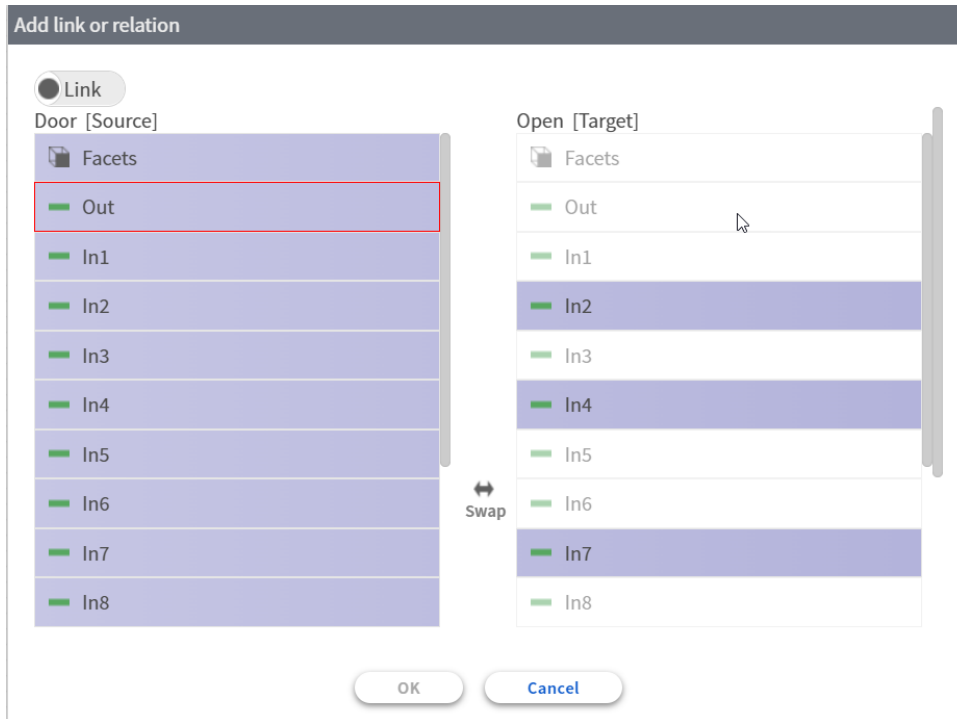 Add link or relation
Link
Door [Source]
Facets
Out
In1
In2
In3
In4
In5
In6
In7
In8
Swap
Open [Target]
Facets
Out
In1
In2
In3
In4
In5
In6
In7
In8
OK
Cancel